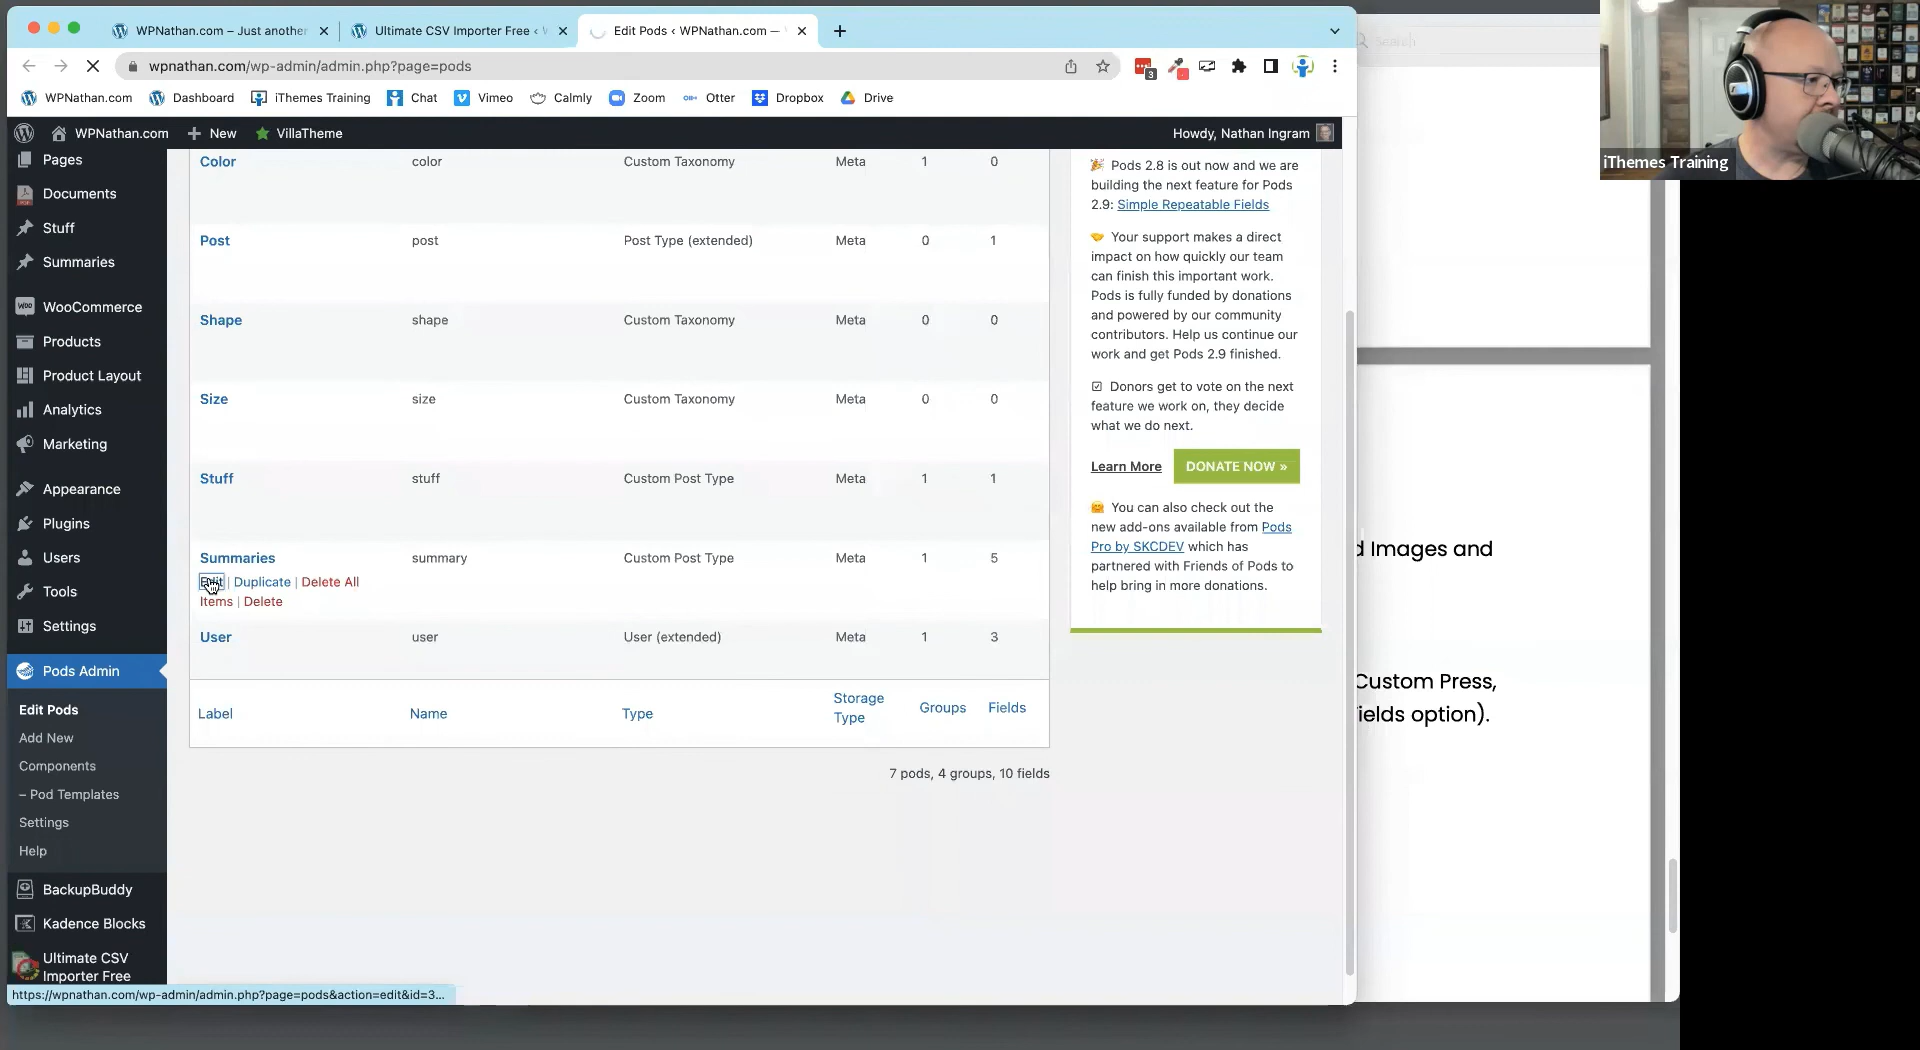 WPNathan.com – Just another
Ultimate CSV Importer Free ‹ W
Edit Pods ‹ WPNathan.com —
Search
wpnathan.com/wp-admin/admin.php?page=pods
3
WPNathan.com
Dashboard
iThemes Training
Chat
Vimeo
Calmly
Zoom
Otter
Dropbox
Drive
WPNathan.com
New
VillaTheme
Howdy, Nathan Ingram
iThemes Training
Pages
Documents
Stuff
Summaries
WooCommerce
Products
Product Layout
Analytics
Marketing
Appearance
Plugins
Users
Tools
Settings
Pods Admin
Edit Pods
Add New
Components
– Pod Templates
Settings
Help
BackupBuddy
Kadence Blocks
Ultimate CSV
Importer Free
Color color Custom Taxonomy Meta 1 0
Post post Post Type (extended) Meta 0 1
Shape shape Custom Taxonomy Meta 0 0
Size size Custom Taxonomy Meta 0 0
Stuff stuff Custom Post Type Meta 1 1
Summaries summary Custom Post Type Meta 1 5
Edit | Duplicate | Delete All
Items | Delete
User user User (extended) Meta 1 3
Label Name Type Storage Type Groups Fields
7 pods, 4 groups, 10 fields
🎉 Pods 2.8 is out now and we are
building the next feature for Pods
2.9: Simple Repeatable Fields
🤝 Your support makes a direct
impact on how quickly our team
can finish this important work.
Pods is fully funded by donations
and powered by our community
contributors. Help us continue our
work and get Pods 2.9 finished.
☑ Donors get to vote on the next
feature we work on, they decide
what we do next.
Learn More
DONATE NOW »
🤗 You can also check out the
new add-ons available from Pods
Pro by SKCDEV which has
partnered with Friends of Pods to
help bring in more donations.
d Images and
Custom Press,
ields option).
https://wpnathan.com/wp-admin/admin.php?page=pods&action=edit&id=3...